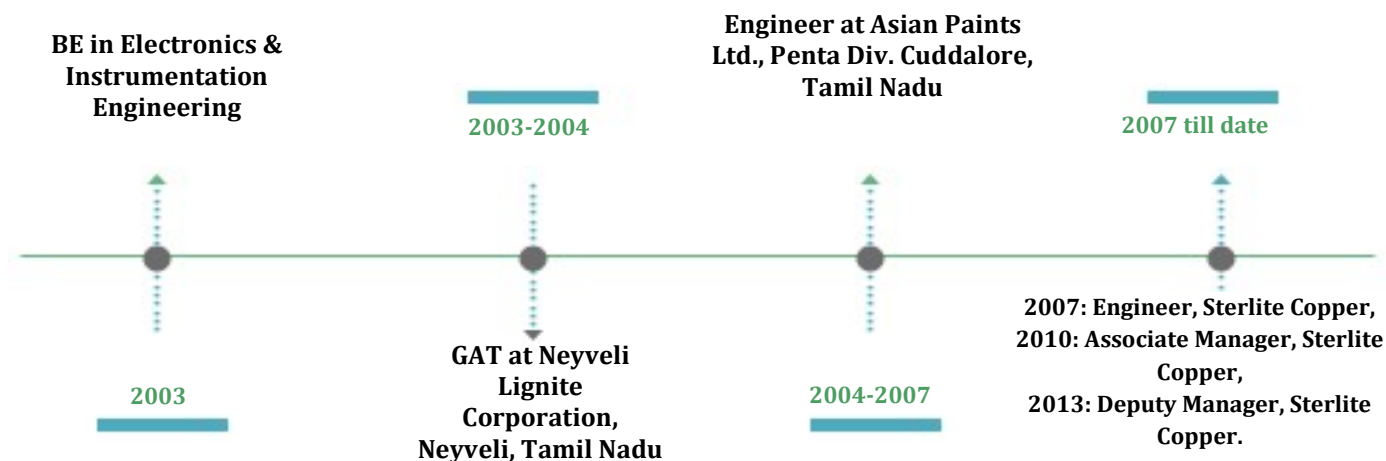 BE in Electronics &
Instrumentation
Engineering
2003
2003-2004
GAT at Neyveli
Lignite
Corporation,
Neyveli, Tamil Nadu
Engineer at Asian Paints
Ltd., Penta Div. Cuddalore,
Tamil Nadu
2004-2007
2007 till date
2007: Engineer, Sterlite Copper,
2010: Associate Manager, Sterlite
Copper,
2013: Deputy Manager, Sterlite
Copper.